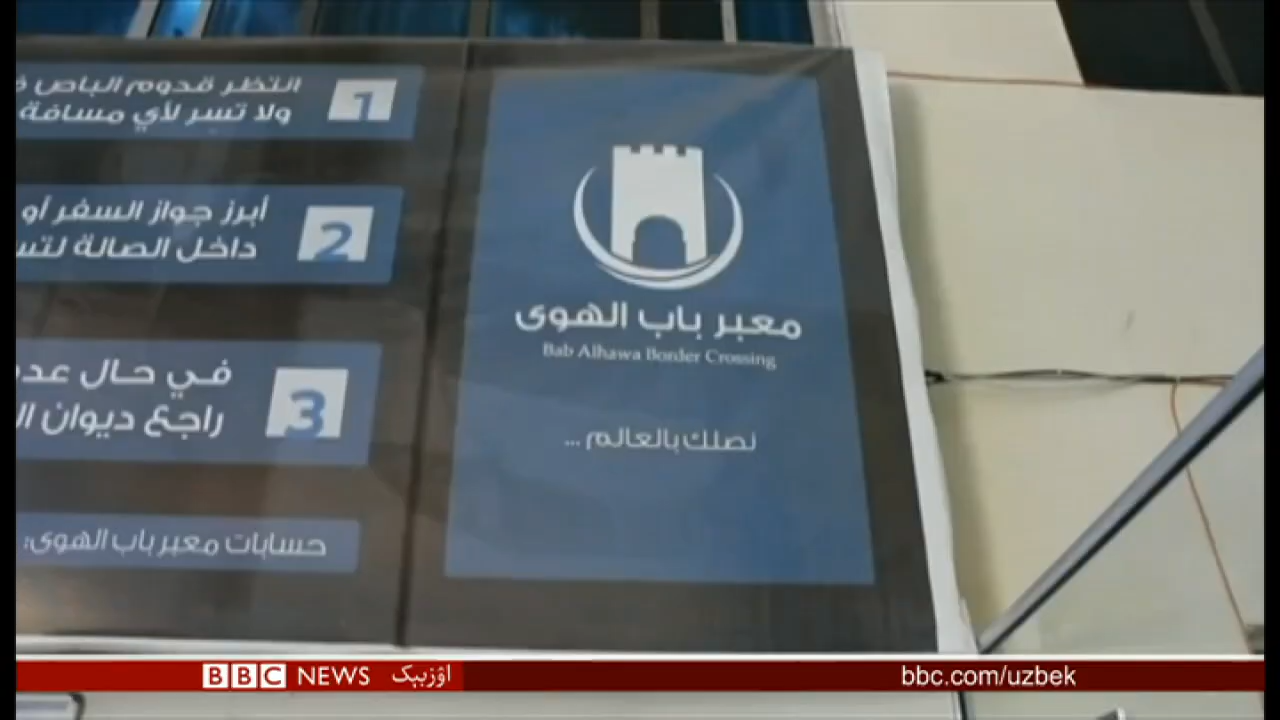 معبر باب الهوى
Bab Alhawa Border Crossing
نصلك بالعالم ...
1
انتظر قدوم الباص
ولا تسر لأي مسافة
2
أبرز جواز السفر أو
داخل الصالة
3
في حال
راجع ديوان
حسابات معبر باب الهوى:
BBC NEWS اۉزبېک
bbc.com/uzbek